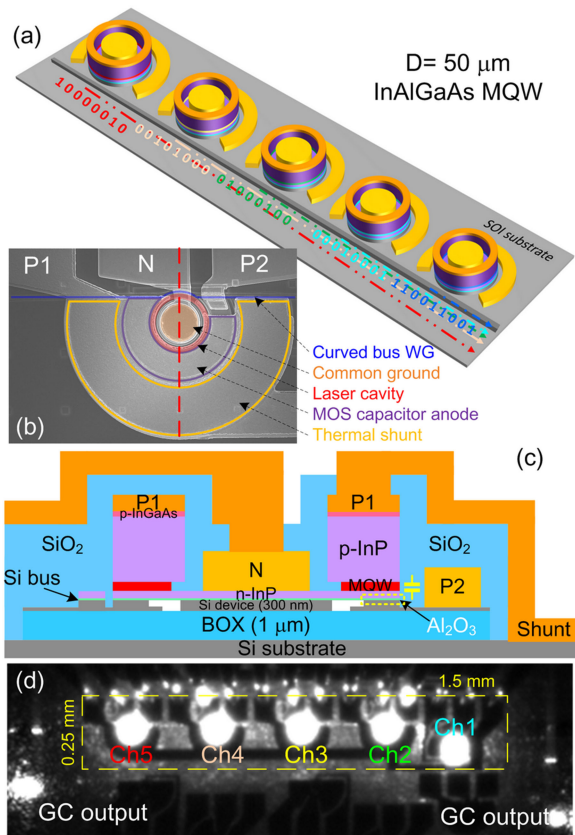 (a)
D= 50 μm
InAlGaAs MQW
10000010
00101000
01000100
110011001
SOI substrate
P1 N P2
Curved bus WG
Common ground
Laser cavity
MOS capacitor anode
Thermal shunt
(b)
(c)
P1 P1
p-InGaAs
SiO2 p-InP SiO2
N MQW P2
Si bus n-InP
Si device (300 nm)
BOX (1 μm) Al2O3
Si substrate Shunt
(d)
1.5 mm
0.25 mm
Ch5 Ch4 Ch3 Ch2 Ch1
GC output GC output